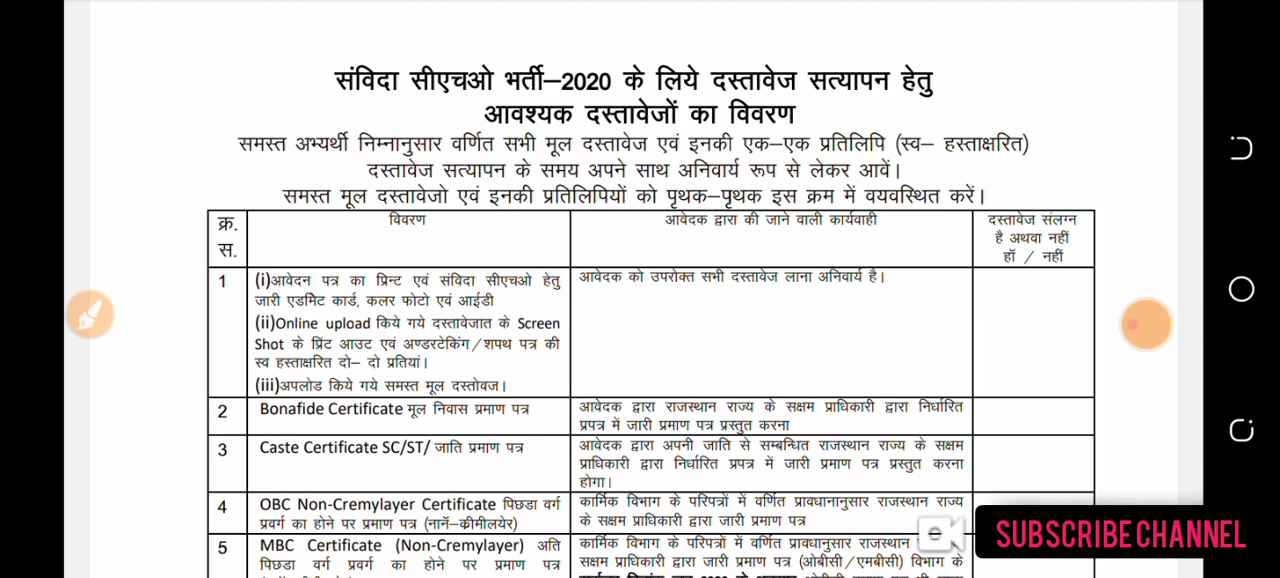 संविदा सीएचओ भर्ती–2020 के लिये दस्तावेज सत्यापन हेतु
आवश्यक दस्तावेजों का विवरण
समस्त अभ्यर्थी निम्नानुसार वर्णित सभी मूल दस्तावेज एवं इनकी एक–एक प्रतिलिपि (स्व– हस्ताक्षरित)
दस्तावेज सत्यापन के समय अपने साथ अनिवार्य रूप से लेकर आवें।
समस्त मूल दस्तावेजो एवं इनकी प्रतिलिपियों को पृथक–पृथक इस क्रम में वयवस्थित करें।
क्र.
स.
विवरण
आवेदक द्वारा की जाने वाली कार्यवाही
दस्तावेज संलग्न
है अथवा नहीं
हॉ / नहीं
1
(i)आवेदन पत्र का प्रिन्ट एवं संविदा सीएचओ हेतु
जारी एडमिट कार्ड, कलर फोटो एवं आईडी
(ii)Online upload किये गये दस्तावेजात के Screen
Shot के प्रिंट आउट एवं अण्डरटेकिंग/शपथ पत्र की
स्व हस्ताक्षरित दो– दो प्रतियां।
(iii)अपलोड किये गये समस्त मूल दस्तोवज।
आवेदक को उपरोक्त सभी दस्तावेज लाना अनिवार्य है।
2
Bonafide Certificate मूल निवास प्रमाण पत्र
आवेदक द्वारा राजस्थान राज्य के सक्षम प्राधिकारी द्वारा निर्धारित
प्रपत्र में जारी प्रमाण पत्र प्रस्तुत करना
3
Caste Certificate SC/ST/ जाति प्रमाण पत्र
आवेदक द्वारा अपनी जाति से सम्बन्धित राजस्थान राज्य के सक्षम
प्राधिकारी द्वारा निर्धारित प्रपत्र में जारी प्रमाण पत्र प्रस्तुत करना
होगा।
4
OBC Non-Cremylayer Certificate पिछडा वर्ग
प्रवर्ग का होने पर प्रमाण पत्र (नानॅ–क्रीमीलयेर)
कार्मिक विभाग के परिपत्रों में वर्णित प्रावधानानुसार राजस्थान राज्य
के सक्षम प्राधिकारी द्वारा जारी प्रमाण पत्र
5
MBC Certificate (Non-Cremylayer) अति
पिछडा वर्ग प्रवर्ग का होने पर प्रमाण पत्र
कार्मिक विभाग के परिपत्रों में वर्णित प्रावधानुसार राजस्थान
सक्षम प्राधिकारी द्वारा जारी प्रमाण पत्र (ओबीसी/एमबीसी) विभाग के
SUBSCRIBE CHANNEL